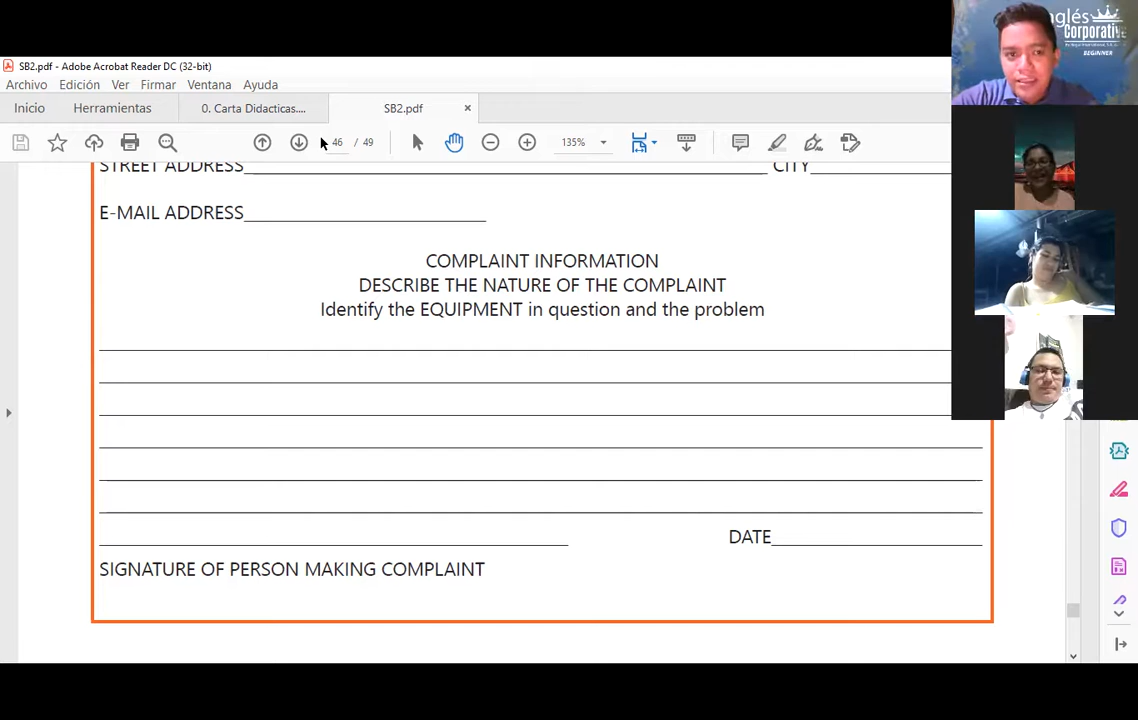 SB2.pdf - Adobe Acrobat Reader DC (32-bit)
Archivo Edición Ver Firmar Ventana Ayuda
Inicio Herramientas 0. Carta Didacticas.... SB2.pdf ×
46 / 49 135%
STREET ADDRESS CITY
E-MAIL ADDRESS
COMPLAINT INFORMATION
DESCRIBE THE NATURE OF THE COMPLAINT
Identify the EQUIPMENT in question and the problem
DATE
SIGNATURE OF PERSON MAKING COMPLAINT
BEGINNER